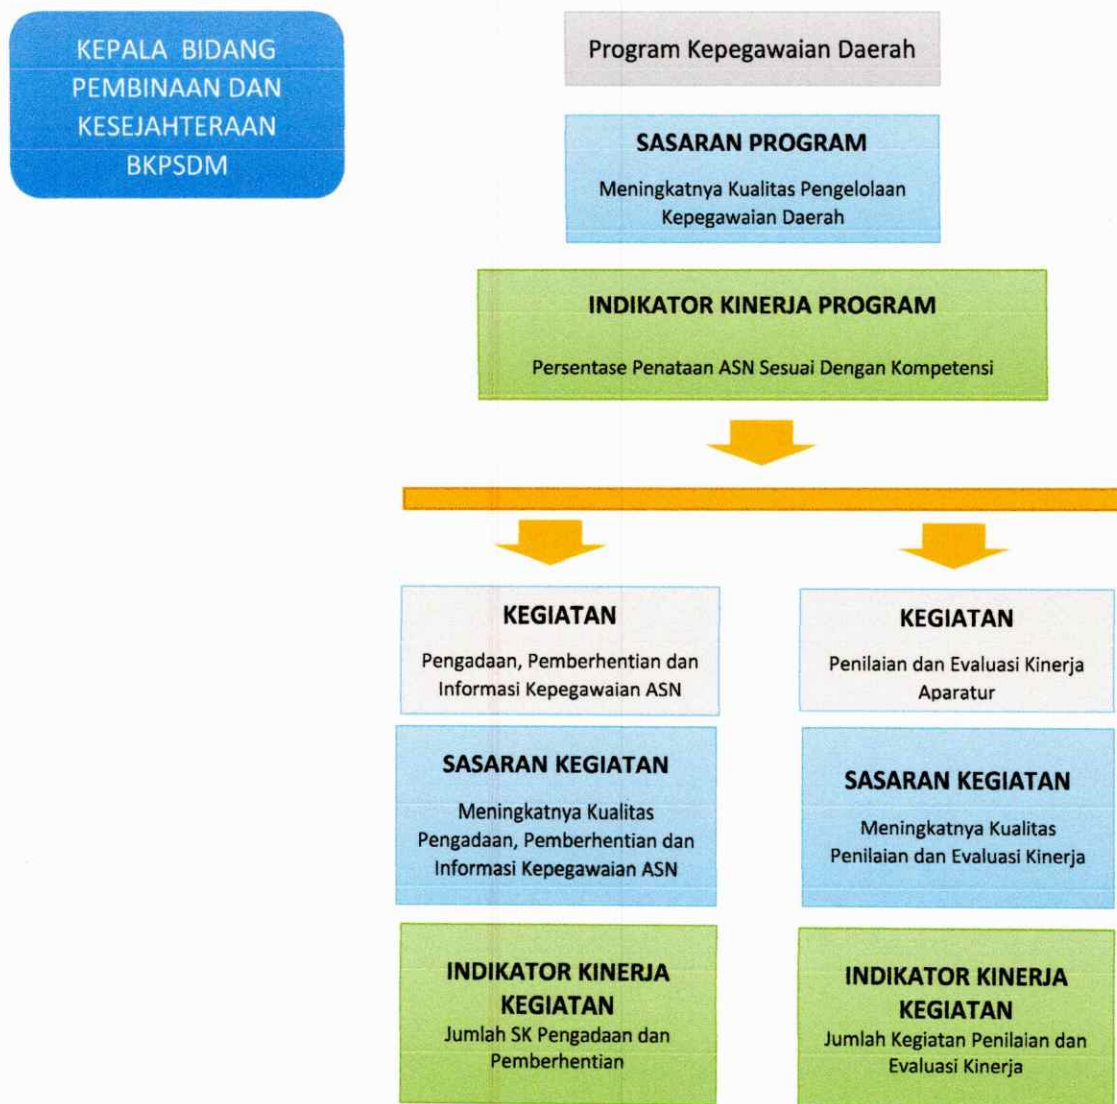 KEPALA BIDANG
PEMBINAAN DAN
KESEJAHTERAAN
BKPSDM
Program Kepegawaian Daerah
SASARAN PROGRAM
Meningkatnya Kualitas Pengelolaan
Kepegawaian Daerah
INDIKATOR KINERJA PROGRAM
Persentase Penataan ASN Sesuai Dengan Kompetensi
KEGIATAN
Pengadaan, Pemberhentian dan
Informasi Kepegawaian ASN
SASARAN KEGIATAN
Meningkatnya Kualitas
Pengadaan, Pemberhentian dan
Informasi Kepegawaian ASN
INDIKATOR KINERJA
KEGIATAN
Jumlah SK Pengadaan dan
Pemberhentian
KEGIATAN
Penilaian dan Evaluasi Kinerja
Aparatur
SASARAN KEGIATAN
Meningkatnya Kualitas
Penilaian dan Evaluasi Kinerja
INDIKATOR KINERJA
KEGIATAN
Jumlah Kegiatan Penilaian dan
Evaluasi Kinerja